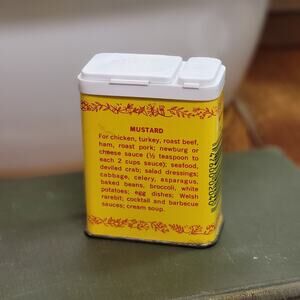 MUSTARD
For chicken, turkey, roast beef,
ham, roast pork; newburg or
cheese sauce (½ teaspoon to
each 2 cups sauce); seafood,
deviled crab; salad dressings;
cabbage, celery, asparagus,
baked beans, broccoli, white
potatoes; egg dishes; Welsh
rarebit; cocktail and barbecue
sauces; cream soup.